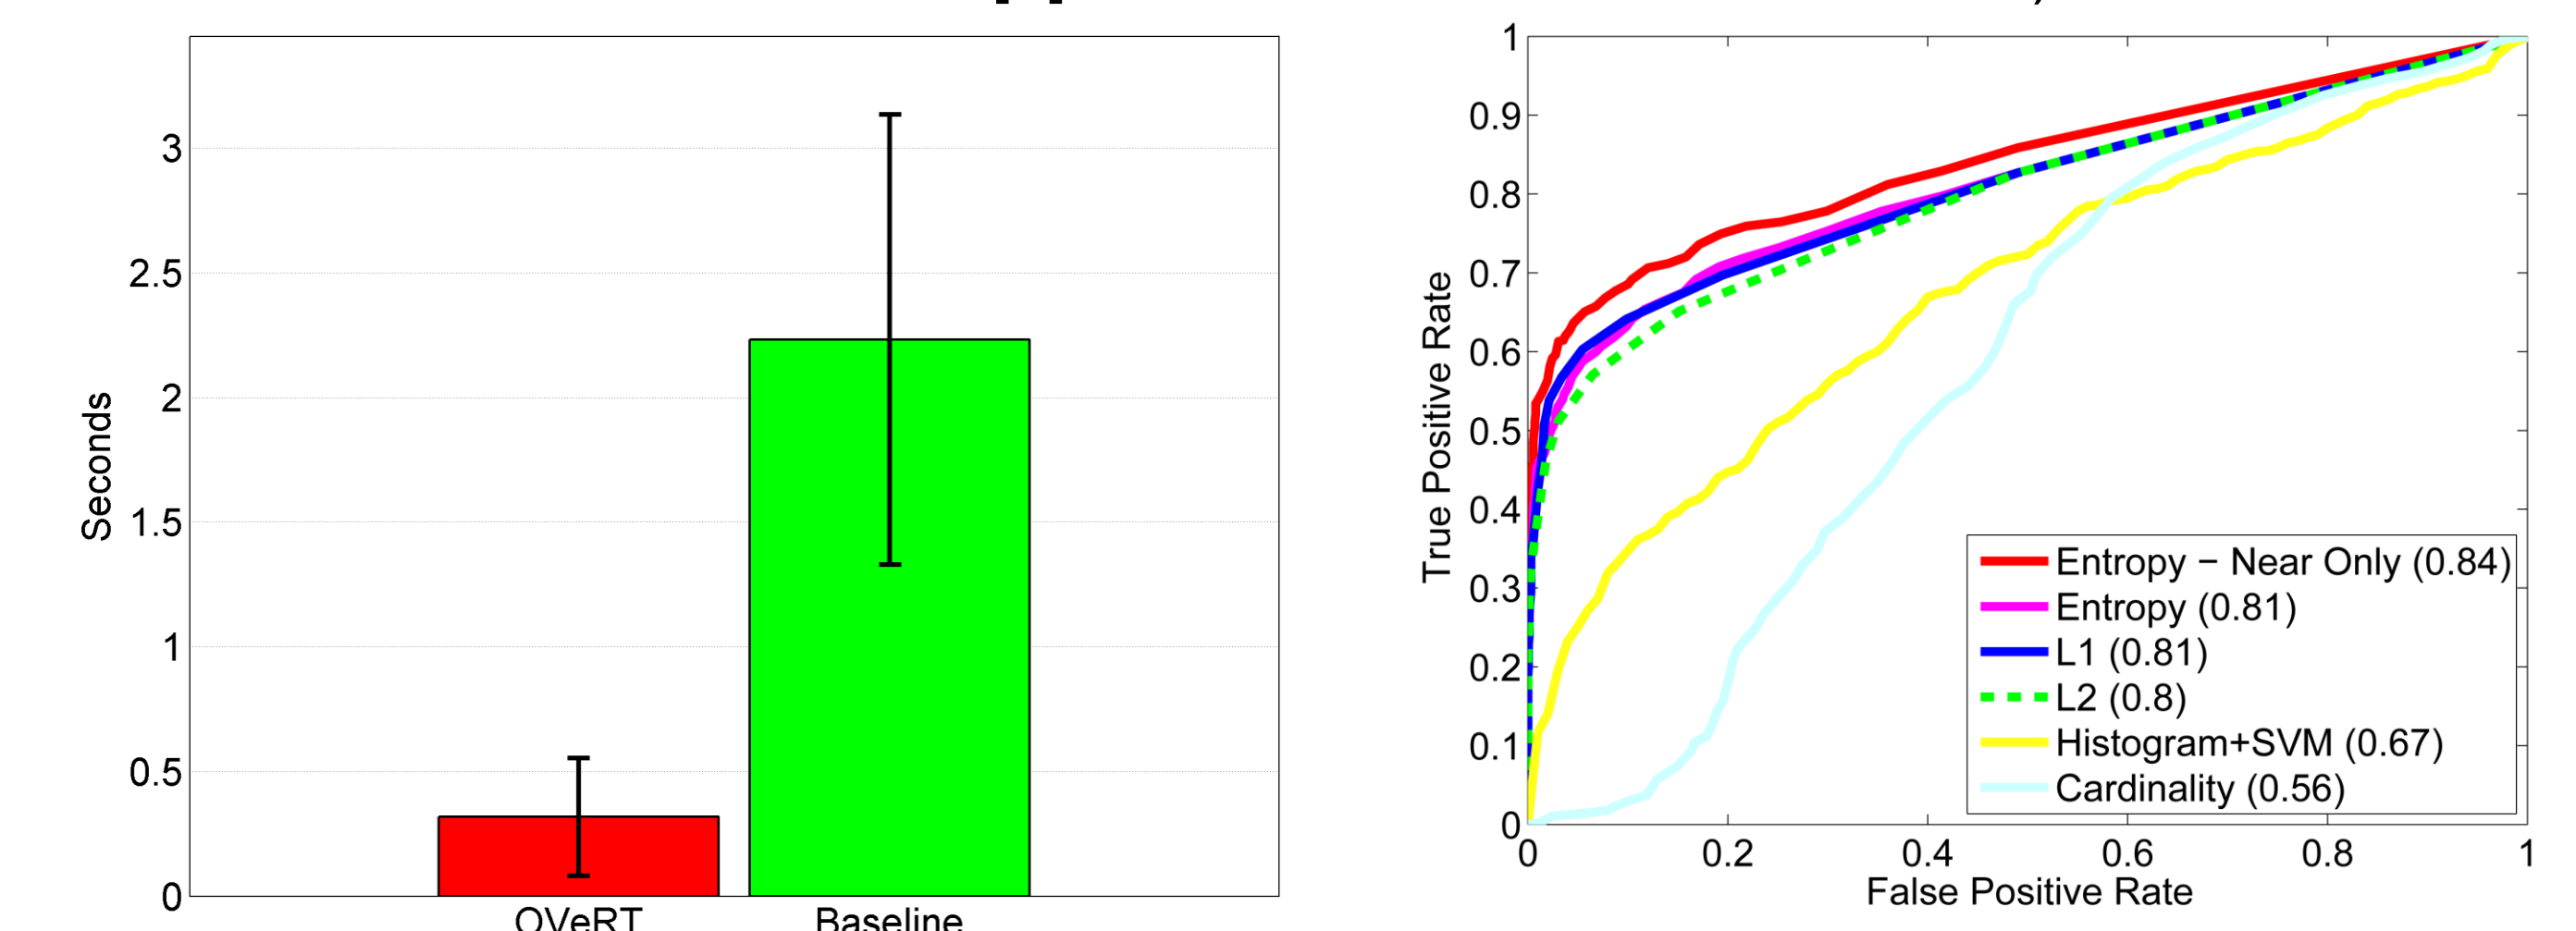 3
2.5
2
1.5
1
0.5
0
Seconds
OVeRT
Baseline
1
0.9
0.8
0.7
0.6
0.5
0.4
0.3
0.2
0.1
0
True Positive Rate
Entropy − Near Only (0.84)
Entropy (0.81)
L1 (0.81)
L2 (0.8)
Histogram+SVM (0.67)
Cardinality (0.56)
0 0.2 0.4 0.6 0.8 1
False Positive Rate